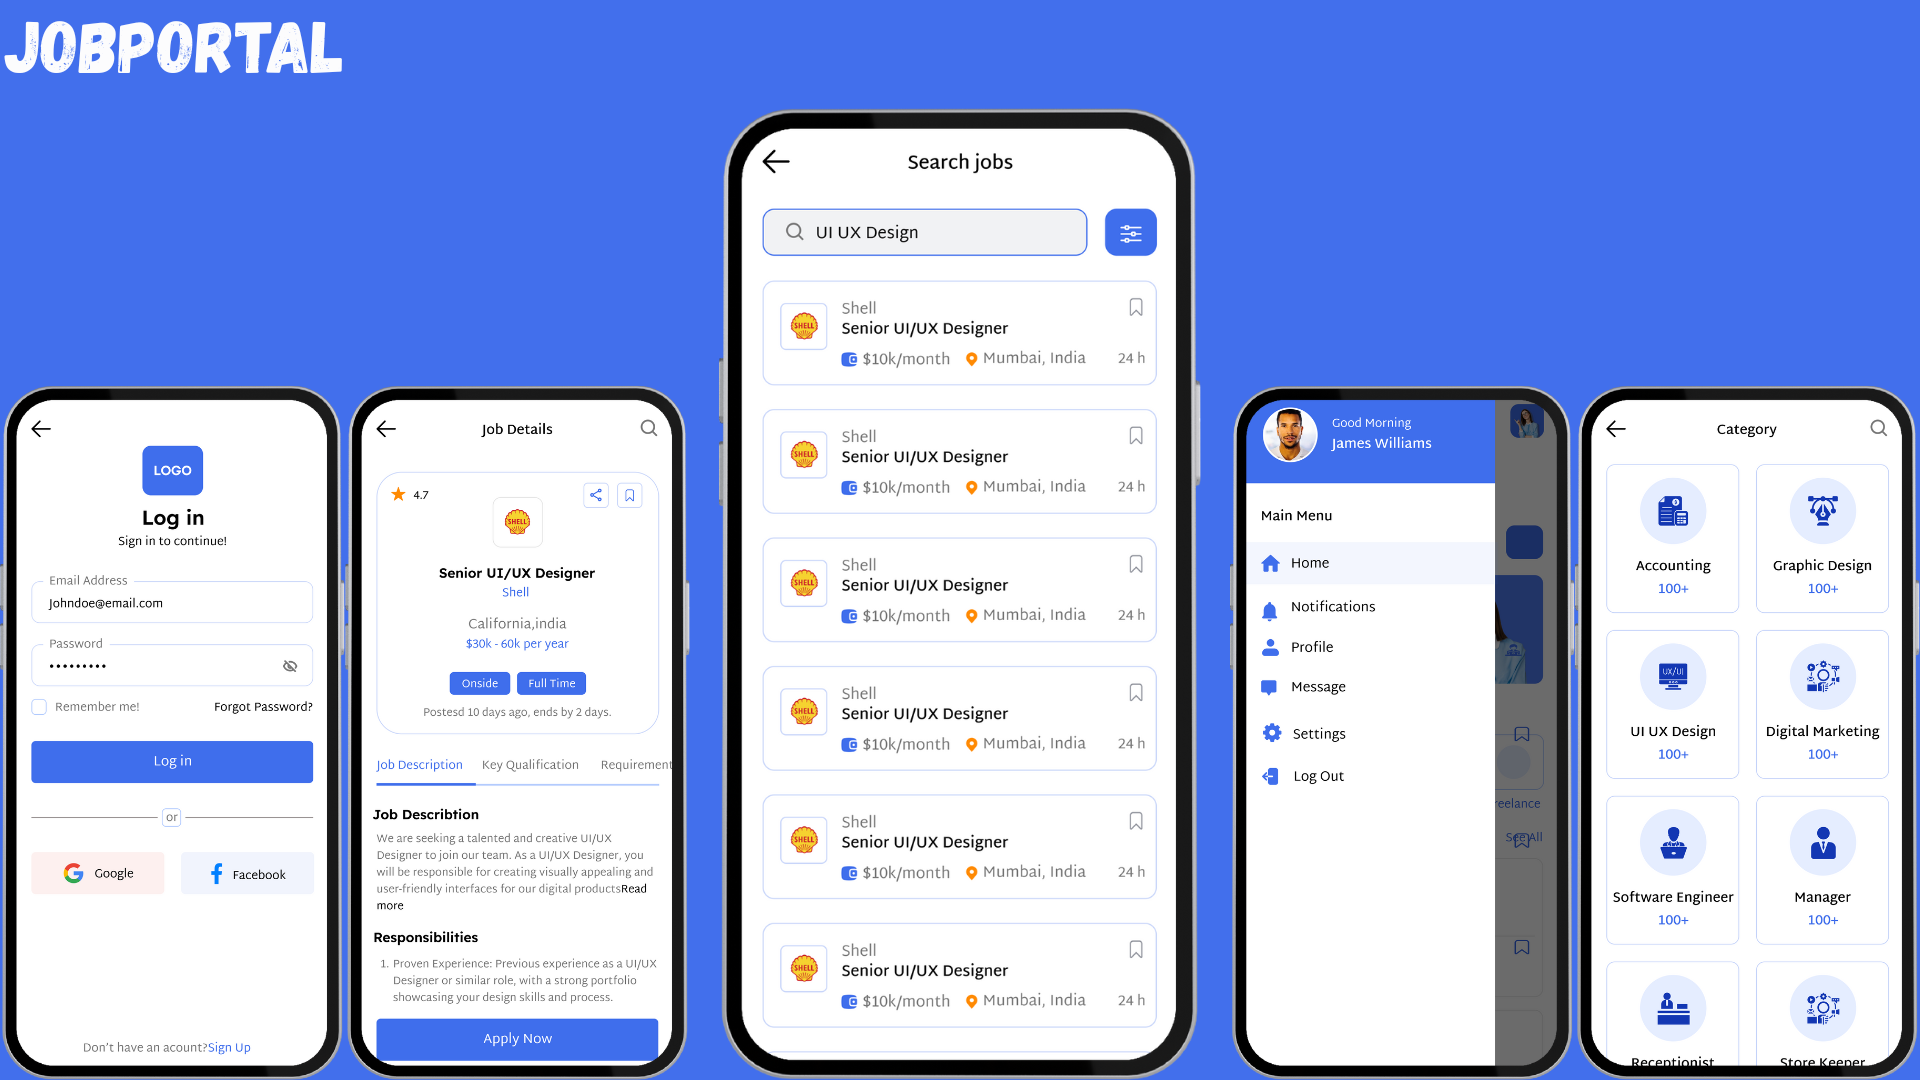 JOBPORTAL
LOGO
Log in
Sign in to continue!
Email Address
Johndoe@email.com
Password
Remember me! Forgot Password?
Log in
or
Google Facebook
Don't have an acount?Sign Up
Job Details
4.7
SHELL
Senior UI/UX Designer
Shell
California,india
$30k - 60k per year
Onside Full Time
Postesd 10 days ago, ends by 2 days.
Job Description Key Qualification Requirement
Job Describtion
We are seeking a talented and creative UI/UX
Designer to join our team. As a UI/UX Designer, you
will be responsible for creating visually appealing and
user-friendly interfaces for our digital productsRead
more
Responsibilities
1. Proven Experience: Previous experience as a UI/UX
Designer or similar role, with a strong portfolio
showcasing your design skills and process.
Apply Now
Search jobs
UI UX Design
Shell
SHELL
Senior UI/UX Designer
$10k/month Mumbai, India 24 h
Shell
SHELL
Senior UI/UX Designer
$10k/month Mumbai, India 24 h
Shell
SHELL
Senior UI/UX Designer
$10k/month Mumbai, India 24 h
Shell
SHELL
Senior UI/UX Designer
$10k/month Mumbai, India 24 h
Shell
SHELL
Senior UI/UX Designer
$10k/month Mumbai, India 24 h
Shell
SHELL
Senior UI/UX Designer
$10k/month Mumbai, India 24 h
Good Morning
James Williams
Main Menu
Home
Notifications
Profile
Message
Settings
Log Out
reelance
See All
Category
Accounting
100+
Graphic Design
100+
UX/UI
UI UX Design
100+
Digital Marketing
100+
Software Engineer
100+
Manager
100+
Receptionist
Store Keeper